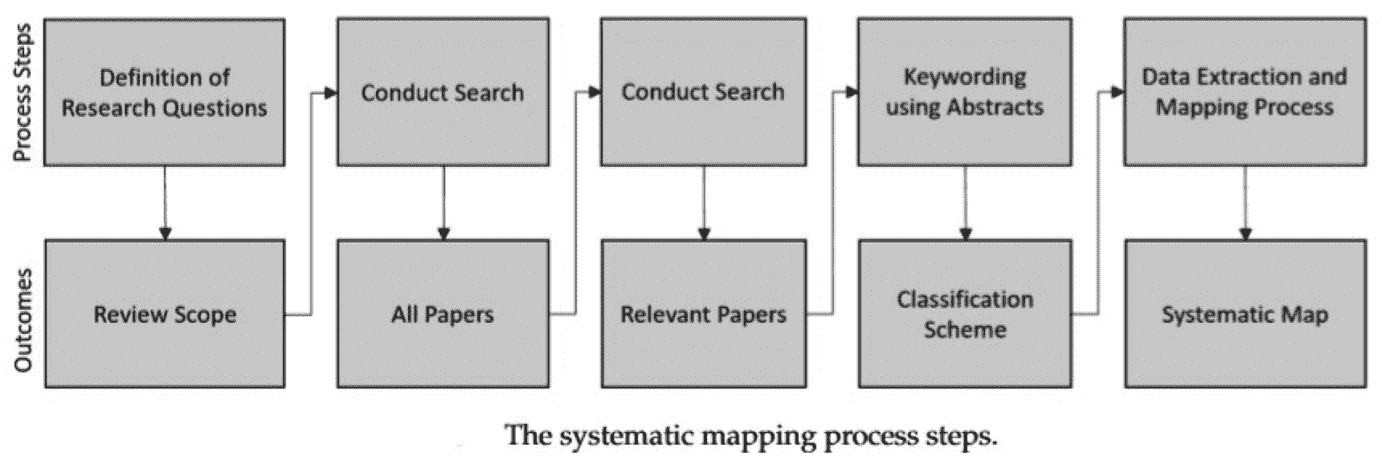 Process Steps
Definition of
Research Questions
Conduct Search
Conduct Search
Keywording
using Abstracts
Data Extraction and
Mapping Process
Outcomes
Review Scope
All Papers
Relevant Papers
Classification
Scheme
Systematic Map
The systematic mapping process steps.